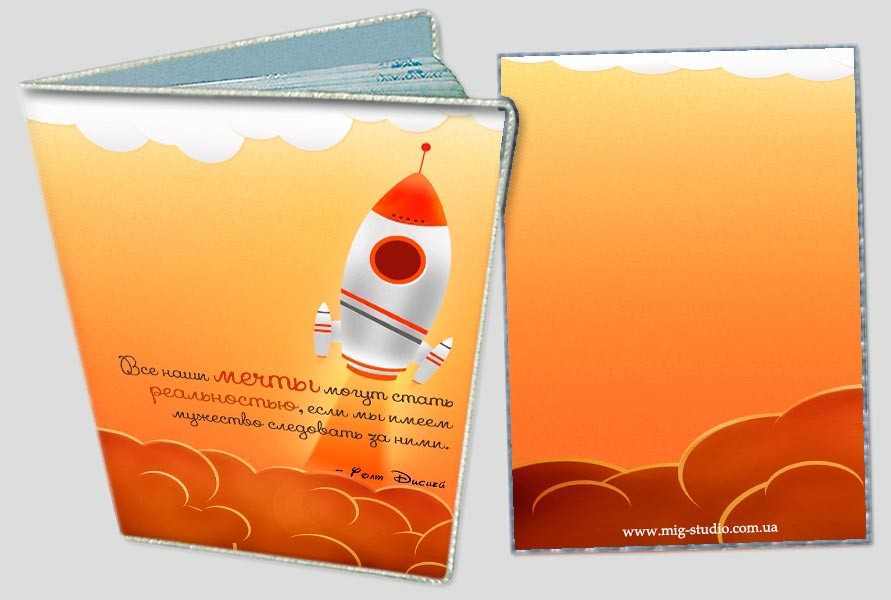 Все наши мечты могут стать
реальностью, если мы имеем
мужество следовать за ними.
- Уолт Дисней
www.mig-studio.com.ua